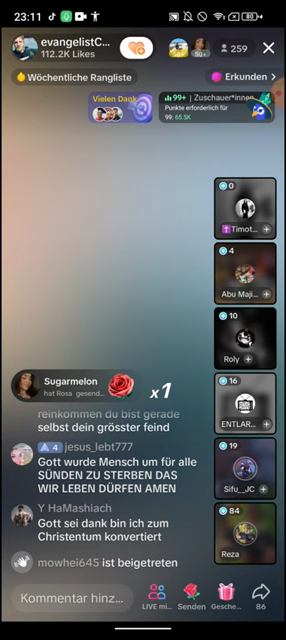 23:11
80
evangelistC...
112.2K Likes
50+
259
Wöchentliche Rangliste
Erkunden
Vielen Dank
99+ | Zuschauer*innen
Punkte erforderlich für
99: 65.5K
0
Timot...
4
Abu Maji...
10
Roly
16
ENTLAR...
19
Sifu__JC
84
Reza
Sugarmelon
hat Rosa gesend...
x1
reinkommen du bist gerade
selbst dein grösster feind
4 jesus_lebt777
Gott wurde Mensch um für alle
SÜNDEN ZU STERBEN DAS
WIR LEBEN DÜRFEN AMEN
Y HaMashiach
Gott sei dank bin ich zum
Christentum konvertiert
mowhei645 ist beigetreten
Kommentar hinz...
LIVE mi...
Senden
Gesche...
86